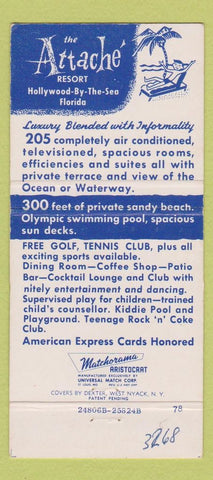 the
Attaché
RESORT
Hollywood-By-The-Sea
Florida
Luxury Blended with Informality
205 completely air conditioned,
televisioned, spacious rooms,
efficiencies and suites all with
private terrace and view of the
Ocean or Waterway.
300 feet of private sandy beach.
Olympic swimming pool, spacious
sun decks.
FREE GOLF, TENNIS CLUB, plus all
exciting sports available.
Dining Room—Coffee Shop—Patio
Bar—Cocktail Lounge and Club with
nitely entertainment and dancing.
Supervised play for children—trained
child's counsellor. Kiddie Pool and
Playground. Teenage Rock 'n' Coke
Club.
American Express Cards Honored
Matchorama
ARISTOCRAT
MANUFACTURED EXCLUSIVELY BY
UNIVERSAL MATCH CORP.
COVERS BY DEXTER, WEST NYACK, N. Y.
PATENT PENDING
24806B-25824B 78
3268